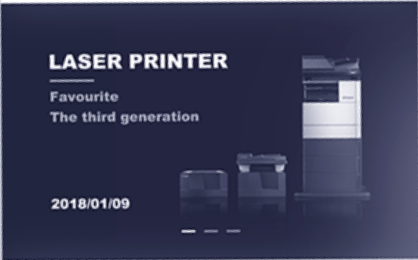 LASER PRINTER
Favourite
The third generation
2018/01/09